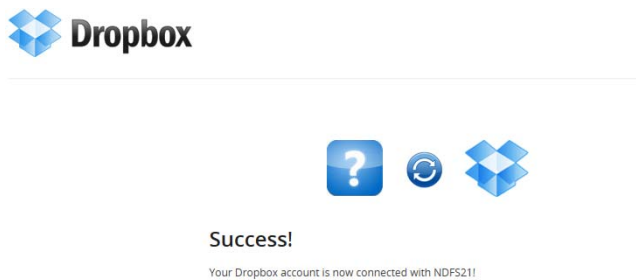 Dropbox
?
Success!
Your Dropbox account is now connected with NDFS21!